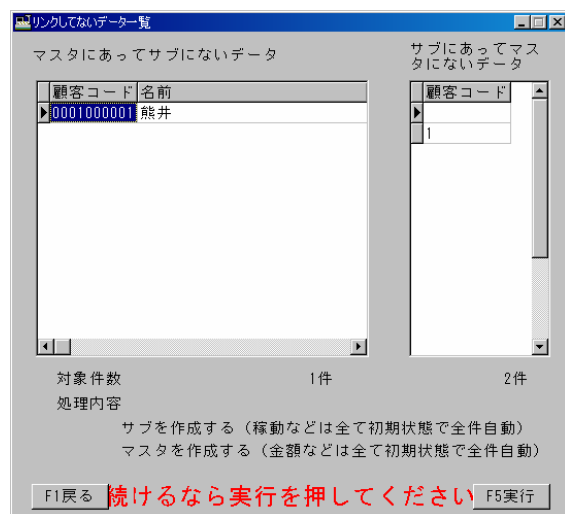 リンクしてないデータ一覧
マスタにあってサブにないデータ
サブにあってマス
タにないデータ
顧客コード 名前
0001000001 熊井
顧客コード
1
対象件数 1件 2件
処理内容
サブを作成する（稼動などは全て初期状態で全件自動）
マスタを作成する（金額などは全て初期状態で全件自動）
F1戻る 続けるなら実行を押してください F5実行